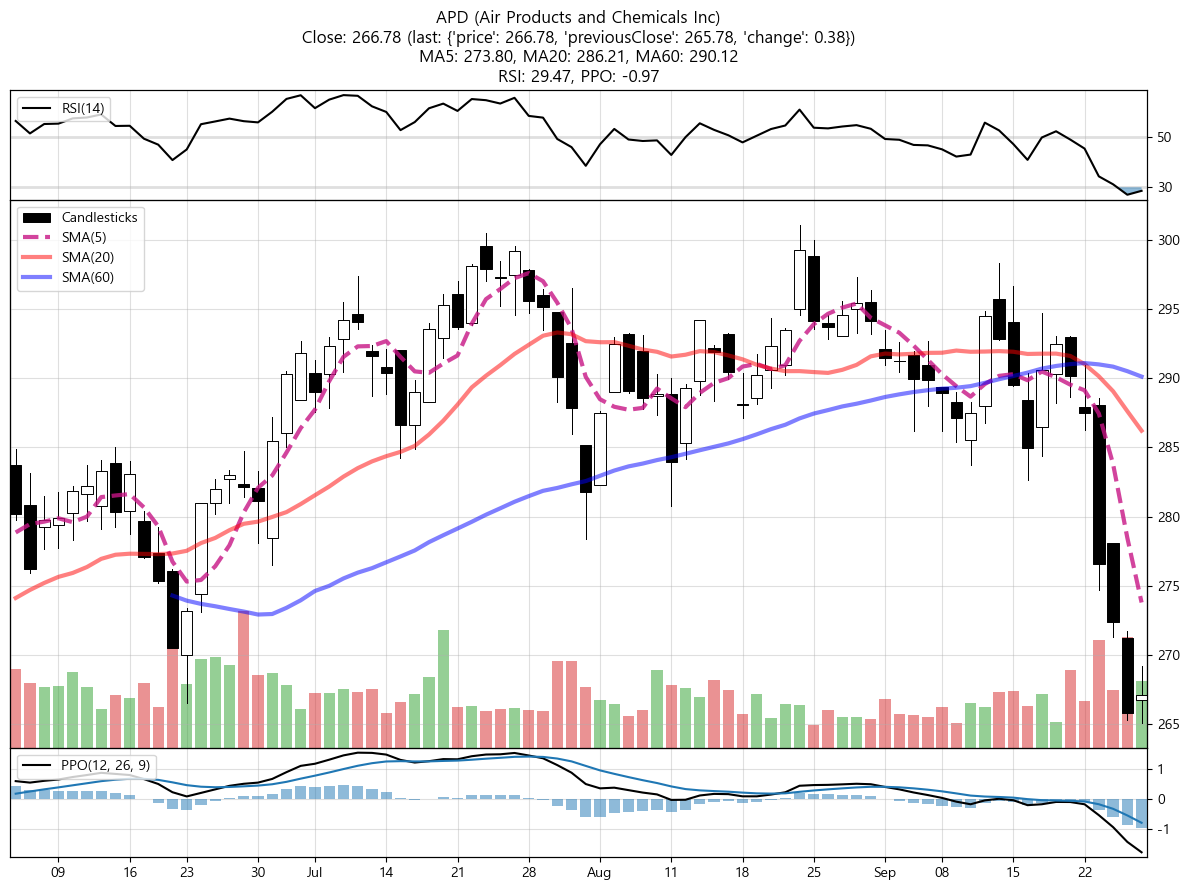 APD (Air Products and Chemicals Inc)
Close: 266.78 (last: {'price': 266.78, 'previousClose': 265.78, 'change': 0.38})
MA5: 273.80, MA20: 286.21, MA60: 290.12
RSI: 29.47, PPO: -0.97
RSI(14)
50
30
Candlesticks
SMA(5)
SMA(20)
SMA(60)
300
295
290
285
280
275
270
265
PPO(12, 26, 9)
1
0
-1
09 16 23 30 Jul 14 21 28 Aug 11 18 25 Sep 08 15 22